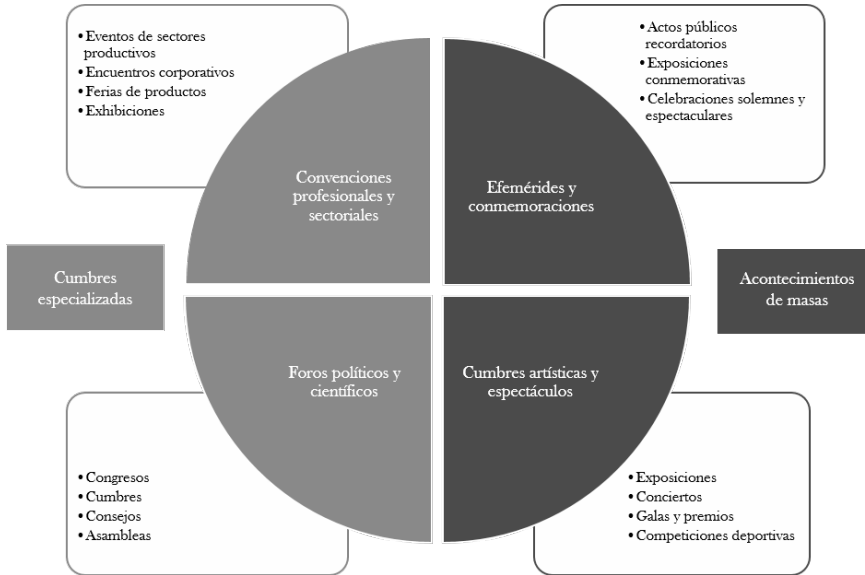 • Eventos de sectores
productivos
• Encuentros corporativos
• Ferias de productos
• Exhibiciones
• Actos públicos
recordatorios
• Exposiciones
conmemorativas
• Celebraciones solemnes y
espectaculares
Convenciones
profesionales y
sectoriales
Efemérides y
conmemoraciones
Cumbres
especializadas
Acontecimientos
de masas
Foros políticos y
científicos
Cumbres artísticas y
espectáculos
• Congresos
• Cumbres
• Consejos
• Asambleas
• Exposiciones
• Conciertos
• Galas y premios
• Competiciones deportivas